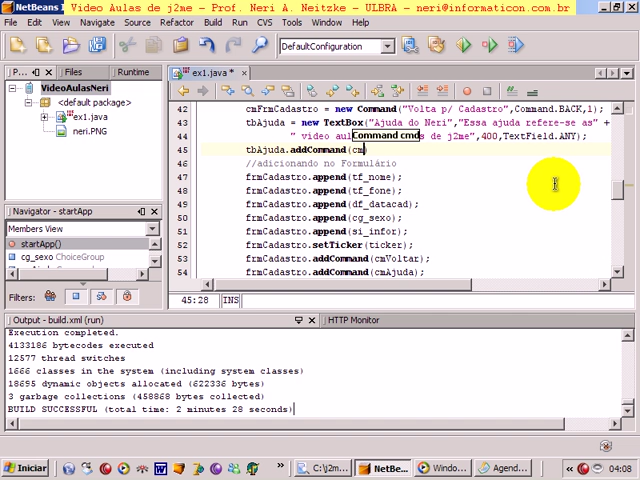 NetBeans I
Video Aulas de j2me - Prof. Neri A. Neitzke - ULBRA - neri@informaticon.com.br
File Edit View Navigate Source Refactor Build Run CVS Tools Window Help
DefaultConfiguration
P... Files Runtime
ex1.java *
VideoAulasNeri
<default package>
ex1.java
neri.PNG
42 cmFrmCadastro = new Command("Volta p/ Cadastro",Command.BACK,1);
43 tbAjuda = new TextBox("Ajuda do Neri","Essa ajuda refere-se as" +
44 " video aul s de j2me",400,TextField.ANY);
Command cmd
45 tbAjuda.addCommand(cm)
46 //adicionando no Formulário
47 frmCadastro.append(tf_nome);
48 frmCadastro.append(tf_fone);
49 frmCadastro.append(df_datacad);
50 frmCadastro.append(cg_sexo);
51 frmCadastro.append(si_infor);
52 frmCadastro.setTicker(ticker);
53 frmCadastro.addCommand(cmVoltar);
54 frmCadastro.addCommand(cmAjuda);
Navigator - startApp
Members View
startApp()
cg_sexo ChoiceGroup
Filters:
45:28 INS
Output - build.xml (run)
HTTP Monitor
Execution completed.
4133186 bytecodes executed
12577 thread switches
1666 classes in the system (including system classes)
18695 dynamic objects allocated (622336 bytes)
3 garbage collections (458868 bytes collected)
BUILD SUCCESSFUL (total time: 2 minutes 28 seconds)
Iniciar
C:\j2m...
NetBe...
Windo...
Agend...
04:08